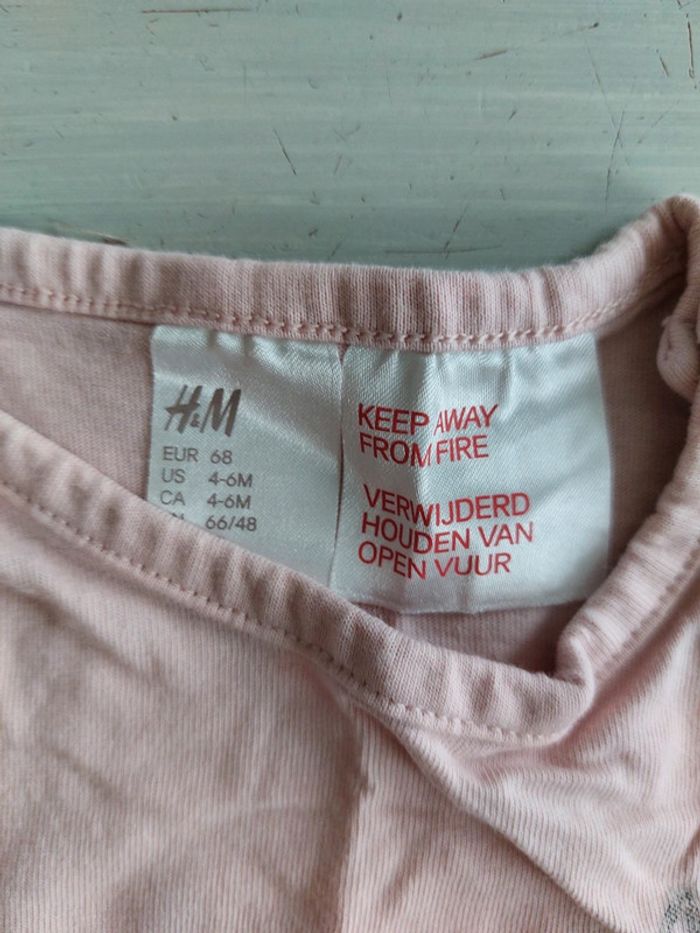 H&M
EUR 68
US 4-6M
CA 4-6M
66/48
KEEP AWAY
FROM FIRE
VERWIJDERD
HOUDEN VAN
OPEN VUUR